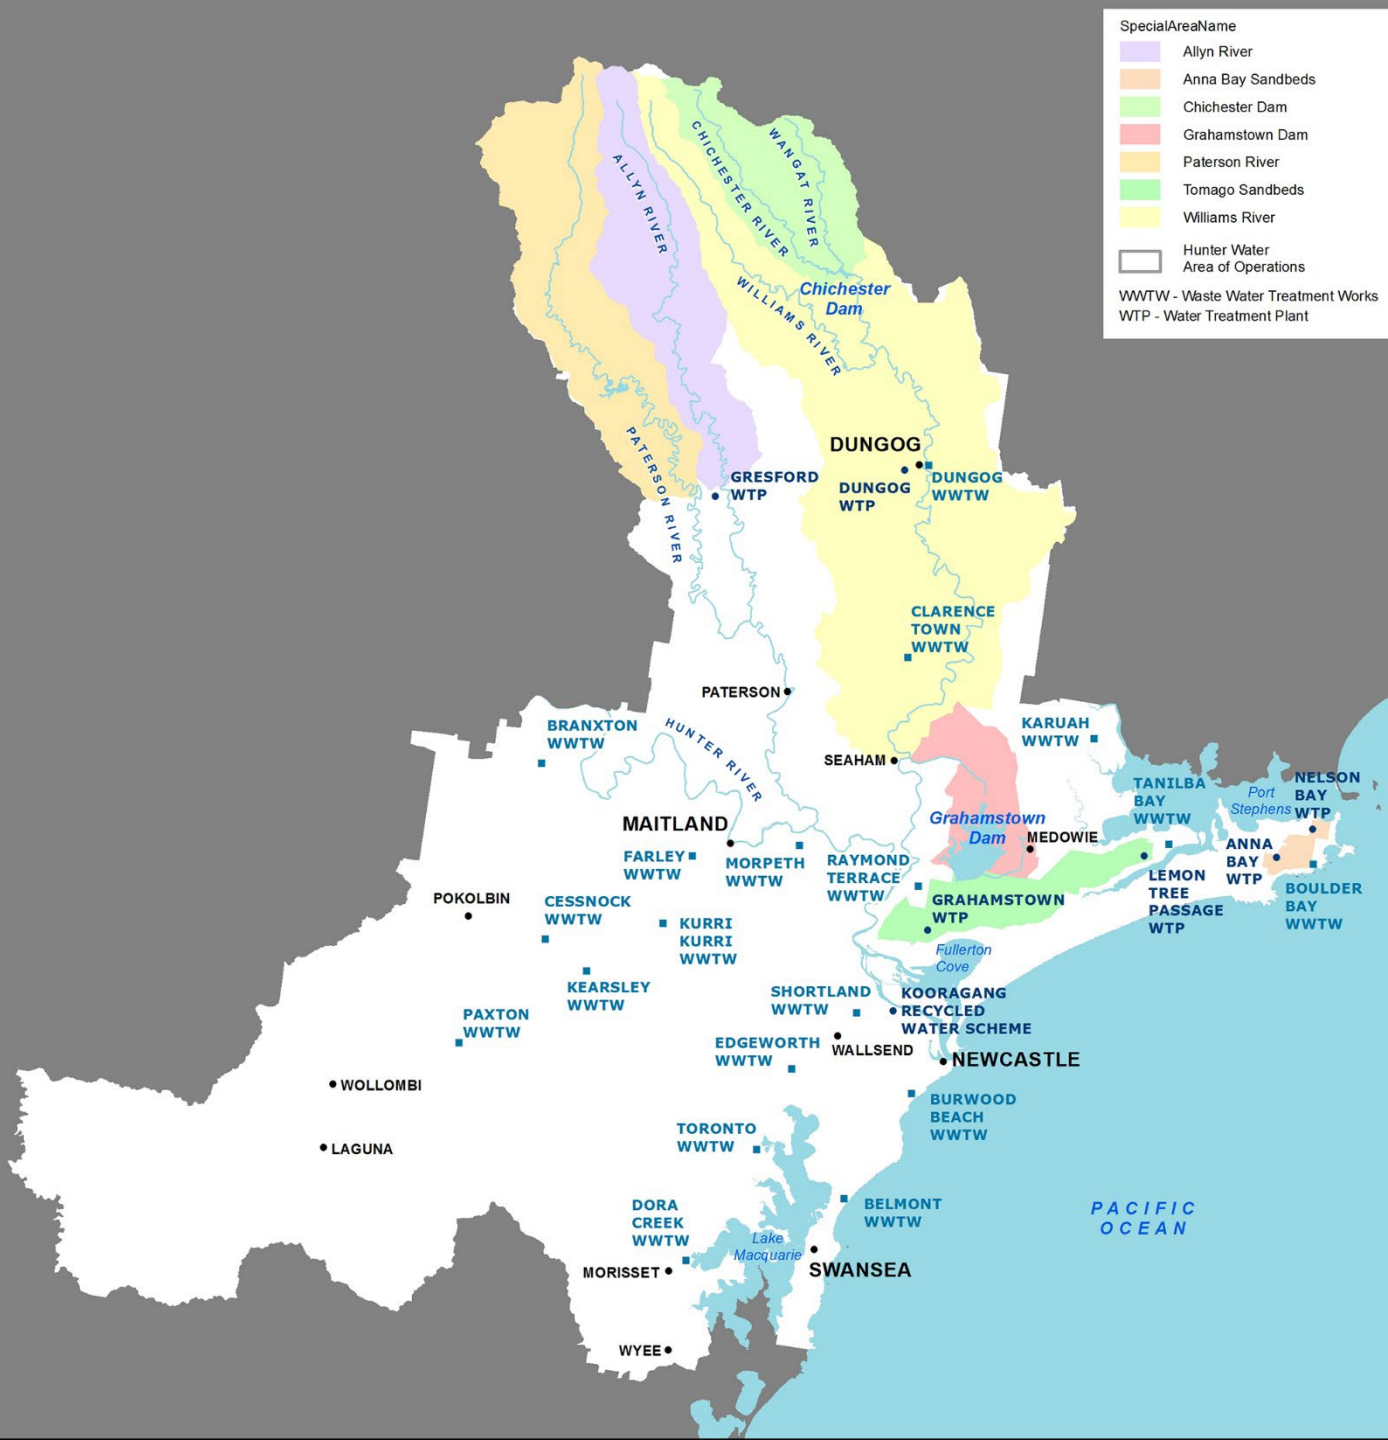 SpecialAreaName
Allyn River
Anna Bay Sandbeds
Chichester Dam
Grahamstown Dam
Paterson River
Tomago Sandbeds
Williams River
Hunter Water
Area of Operations
WWTW - Waste Water Treatment Works
WTP - Water Treatment Plant
ALLYN RIVER
CHICHESTER RIVER
WANGAT RIVER
WILLIAMS RIVER
Chichester
Dam
PATERSON RIVER
DUNGOG
GRESFORD
WTP
DUNGOG
WTP
DUNGOG
WWTW
CLARENCE
TOWN
WWTW
PATERSON
BRANXTON
WWTW
HUNTER RIVER
SEAHAM
KARUAH
WWTW
TANILBA
BAY
WWTW
Port
Stephens
NELSON
BAY
WTP
MAITLAND
Grahamstown
Dam
MEDOWIE
FARLEY
WWTW
MORPETH
WWTW
RAYMOND
TERRACE
WWTW
ANNA
BAY
WTP
LEMON
TREE
PASSAGE
WTP
BOULDER
BAY
WWTW
POKOLBIN
CESSNOCK
WWTW
KURRI
KURRI
WWTW
GRAHAMSTOWN
WTP
Fullerton
Cove
KEARSLEY
WWTW
SHORTLAND
WWTW
KOORAGANG
RECYCLED
WATER SCHEME
PAXTON
WWTW
EDGEWORTH
WWTW
WALLSEND
NEWCASTLE
WOLLOMBI
BURWOOD
BEACH
WWTW
LAGUNA
TORONTO
WWTW
DORA
CREEK
WWTW
BELMONT
WWTW
PACIFIC
OCEAN
Lake
Macquarie
MORISSET
SWANSEA
WYEE